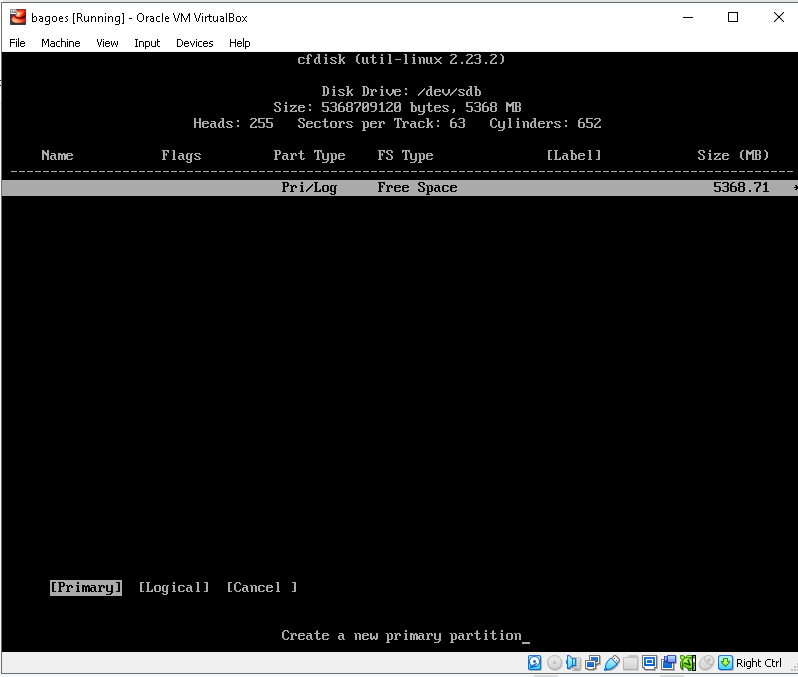 bagoes [Running] - Oracle VM VirtualBox
File Machine View Input Devices Help
cfdisk (util-linux 2.23.2)
Disk Drive: /dev/sdb
Size: 5368709120 bytes, 5368 MB
Heads: 255 Sectors per Track: 63 Cylinders: 652
Name Flags Part Type FS Type [Label] Size (MB)
--------------------------------------------------------------------------------
Pri/Log Free Space 5368.71 *
[Primary] [Logical] [Cancel ]
Create a new primary partition_
Right Ctrl